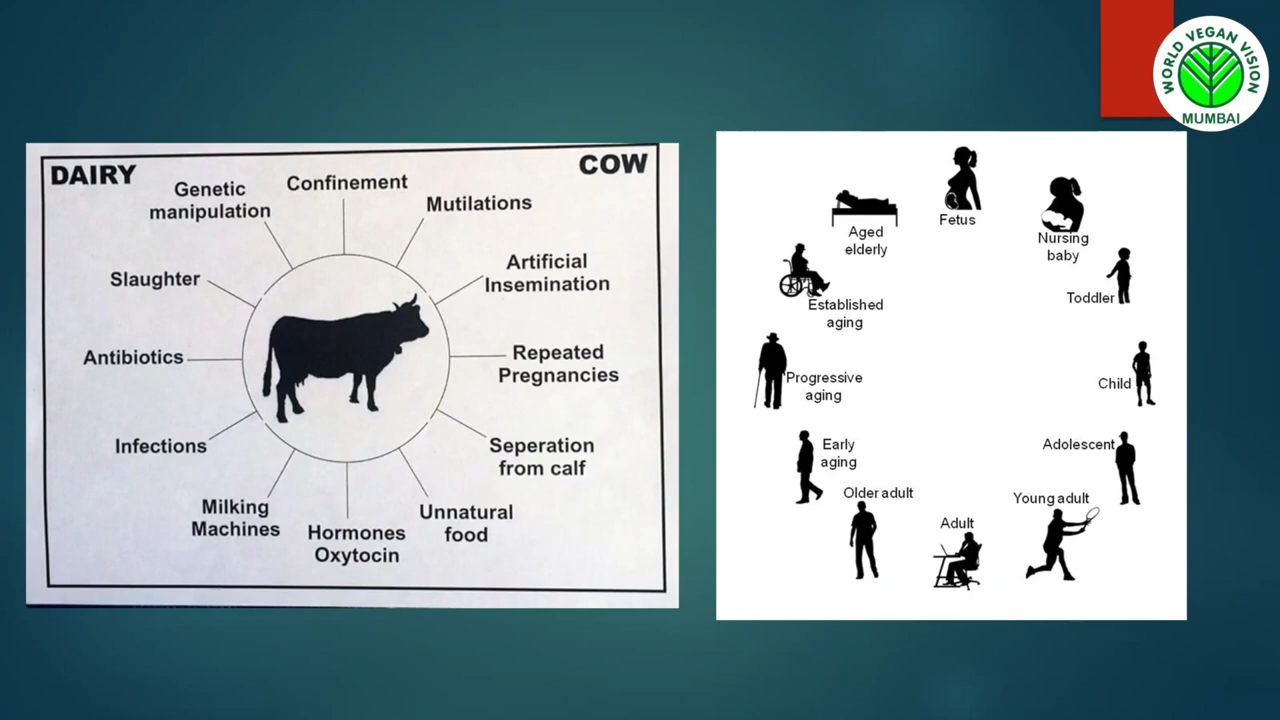 WORLD VEGAN VISION
MUMBAI
DAIRY
COW
Genetic
manipulation
Confinement
Mutilations
Artificial
Insemination
Repeated
Pregnancies
Seperation
from calf
Unnatural
food
Hormones
Oxytocin
Milking
Machines
Infections
Antibiotics
Slaughter
Fetus
Nursing
baby
Toddler
Child
Adolescent
Young adult
Adult
Older adult
Early
aging
Progressive
aging
Established
aging
Aged
elderly